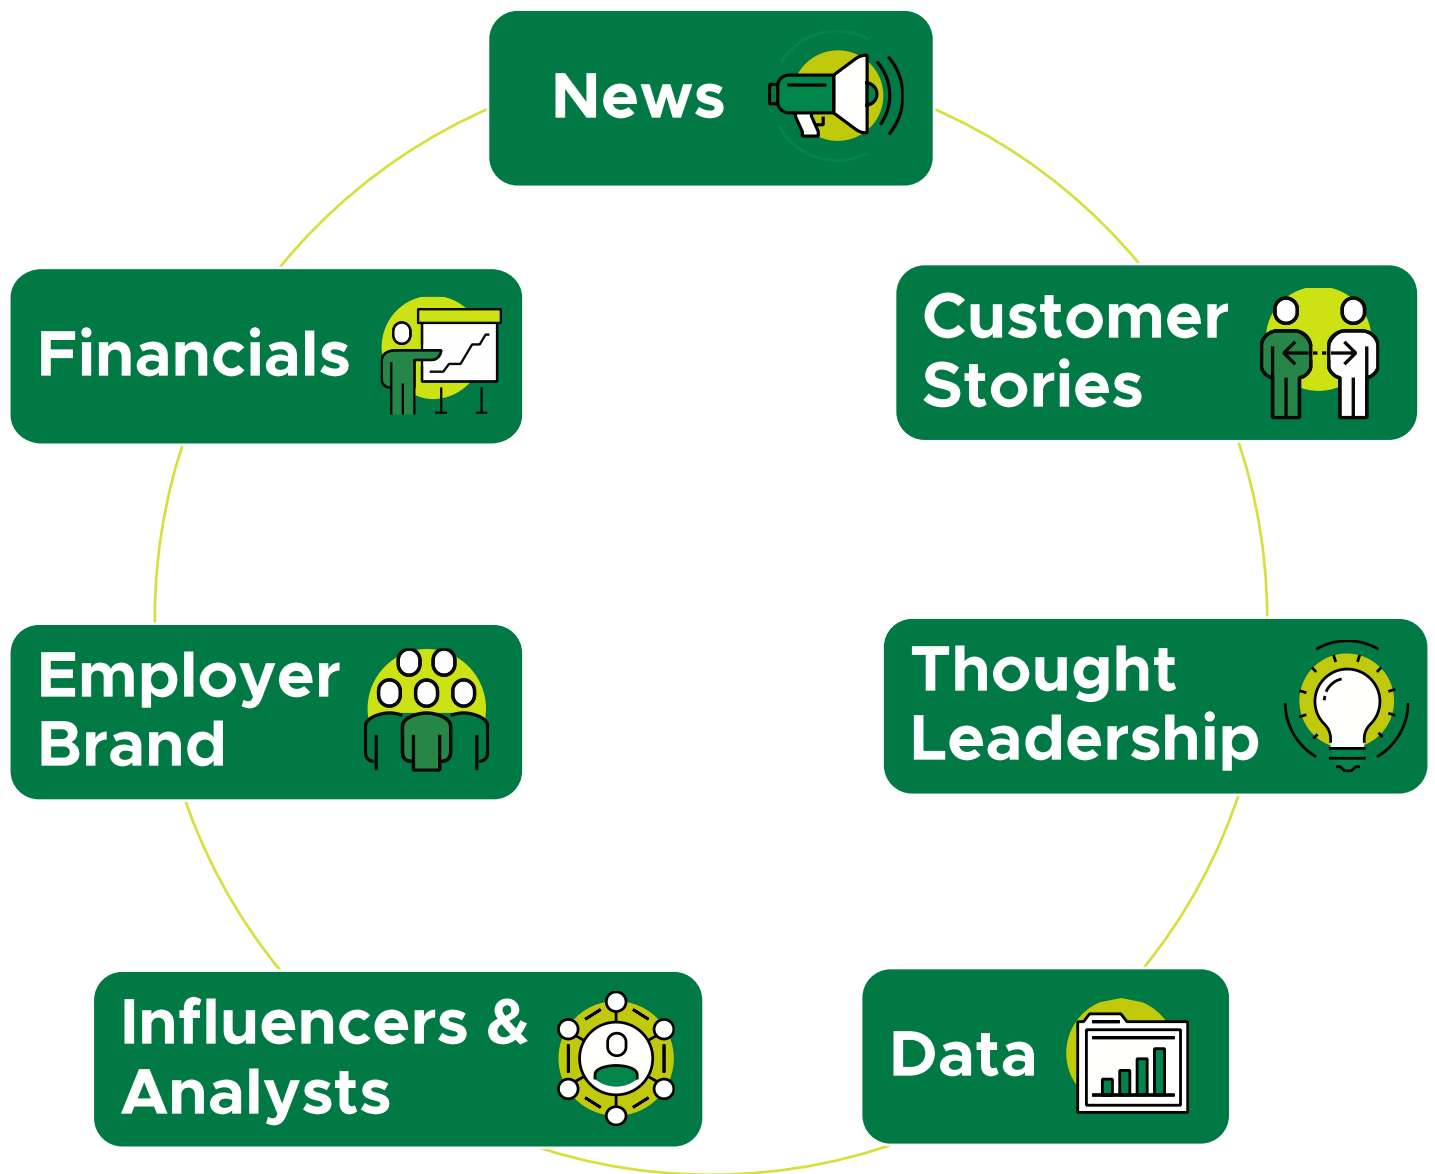 News
Financials
Customer
Stories
Employer
Brand
Thought
Leadership
Influencers &
Analysts
Data